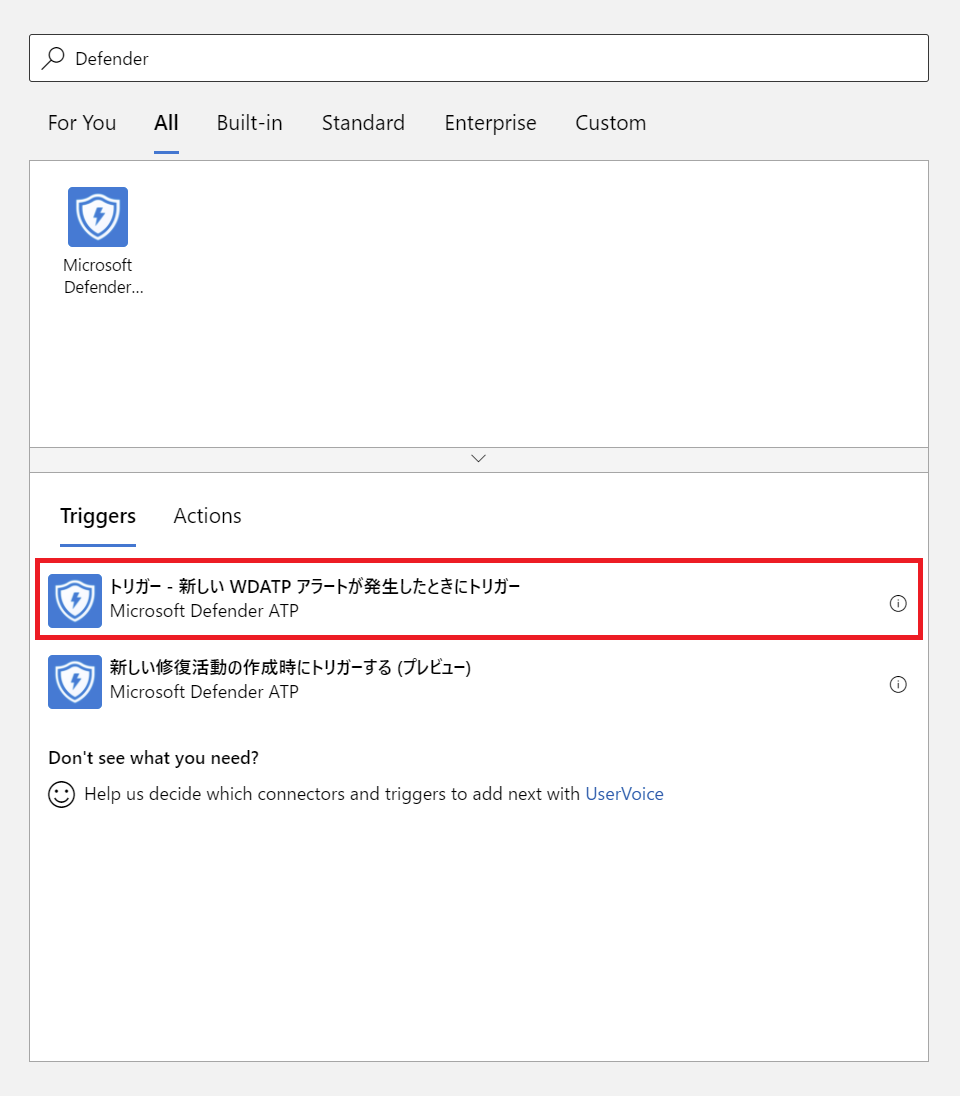 Defender
For You All Built-in Standard Enterprise Custom
Microsoft
Defender...
Triggers Actions
トリガー - 新しい WDATP アラートが発生したときにトリガー
Microsoft Defender ATP
新しい修復活動の作成時にトリガーする (プレビュー)
Microsoft Defender ATP
Don't see what you need?
Help us decide which connectors and triggers to add next with UserVoice